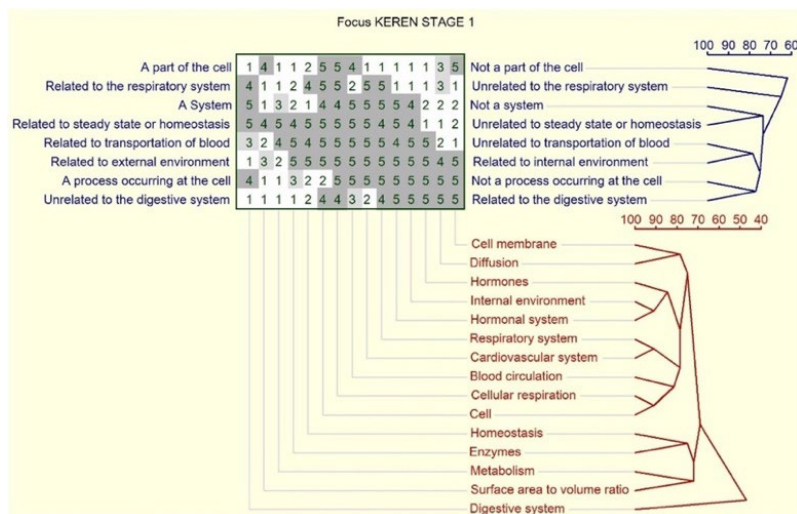 Focus KEREN STAGE 1
100 90 80 70 60
A part of the cell 1 4 1 1 2 5 5 4 1 1 1 1 1 3 5 Not a part of the cell
Related to the respiratory system 4 1 1 2 4 5 5 2 5 5 1 1 1 3 1 Unrelated to the respiratory system
A System 5 1 3 2 1 4 4 5 5 5 5 4 2 2 2 Not a system
Related to steady state or homeostasis 5 4 5 4 5 5 5 5 5 5 5 4 1 1 2 Unrelated to steady state or homeostasis
Related to transportation of blood 3 2 4 5 4 5 5 5 5 5 4 5 5 2 1 Unrelated to transportation of blood
Related to external environment 1 3 2 5 5 5 5 5 5 5 5 5 5 4 5 Related to internal environment
A process occurring at the cell 4 1 1 3 2 2 5 5 5 5 5 5 5 5 5 Not a process occurring at the cell
Unrelated to the digestive system 1 1 1 1 2 4 4 3 2 4 5 5 5 5 5 Related to the digestive system
100 90 80 70 60 50 40
Cell membrane
Diffusion
Hormones
Internal environment
Hormonal system
Respiratory system
Cardiovascular system
Blood circulation
Cellular respiration
Cell
Homeostasis
Enzymes
Metabolism
Surface area to volume ratio
Digestive system